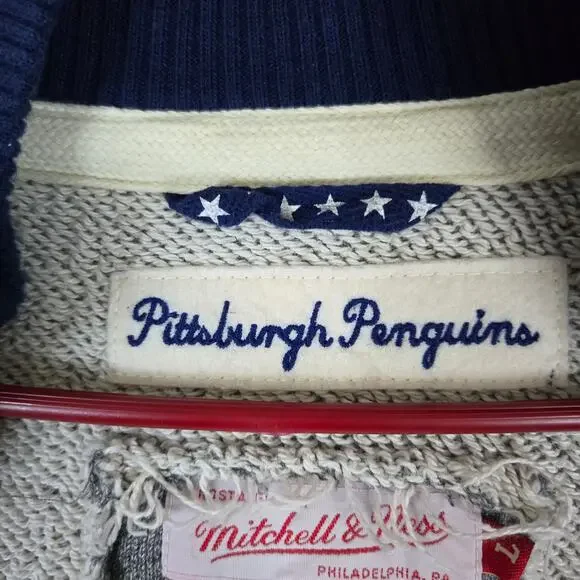 Pittsburgh Penguins
Mitchell & Ness
PHILADELPHIA, PA